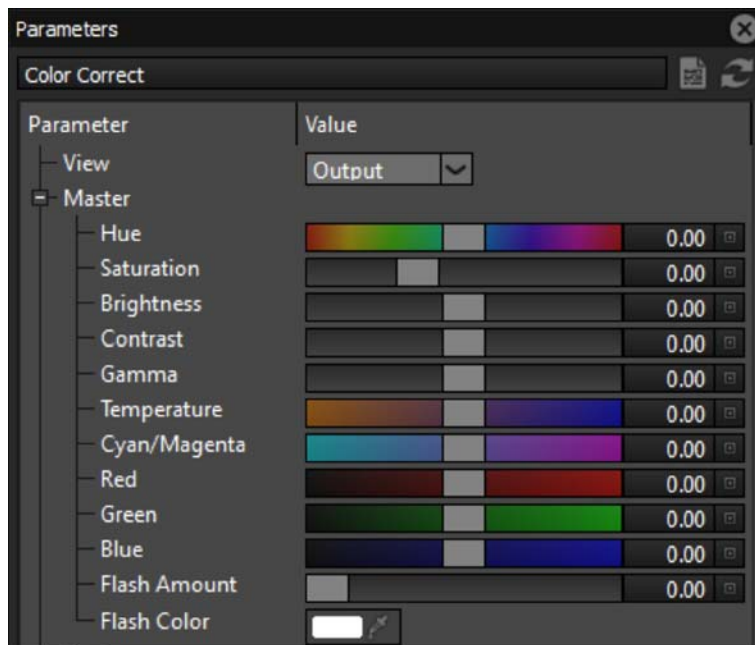 Parameters
Color Correct
Parameter Value
View Output
Master
Hue 0.00
Saturation 0.00
Brightness 0.00
Contrast 0.00
Gamma 0.00
Temperature 0.00
Cyan/Magenta 0.00
Red 0.00
Green 0.00
Blue 0.00
Flash Amount 0.00
Flash Color